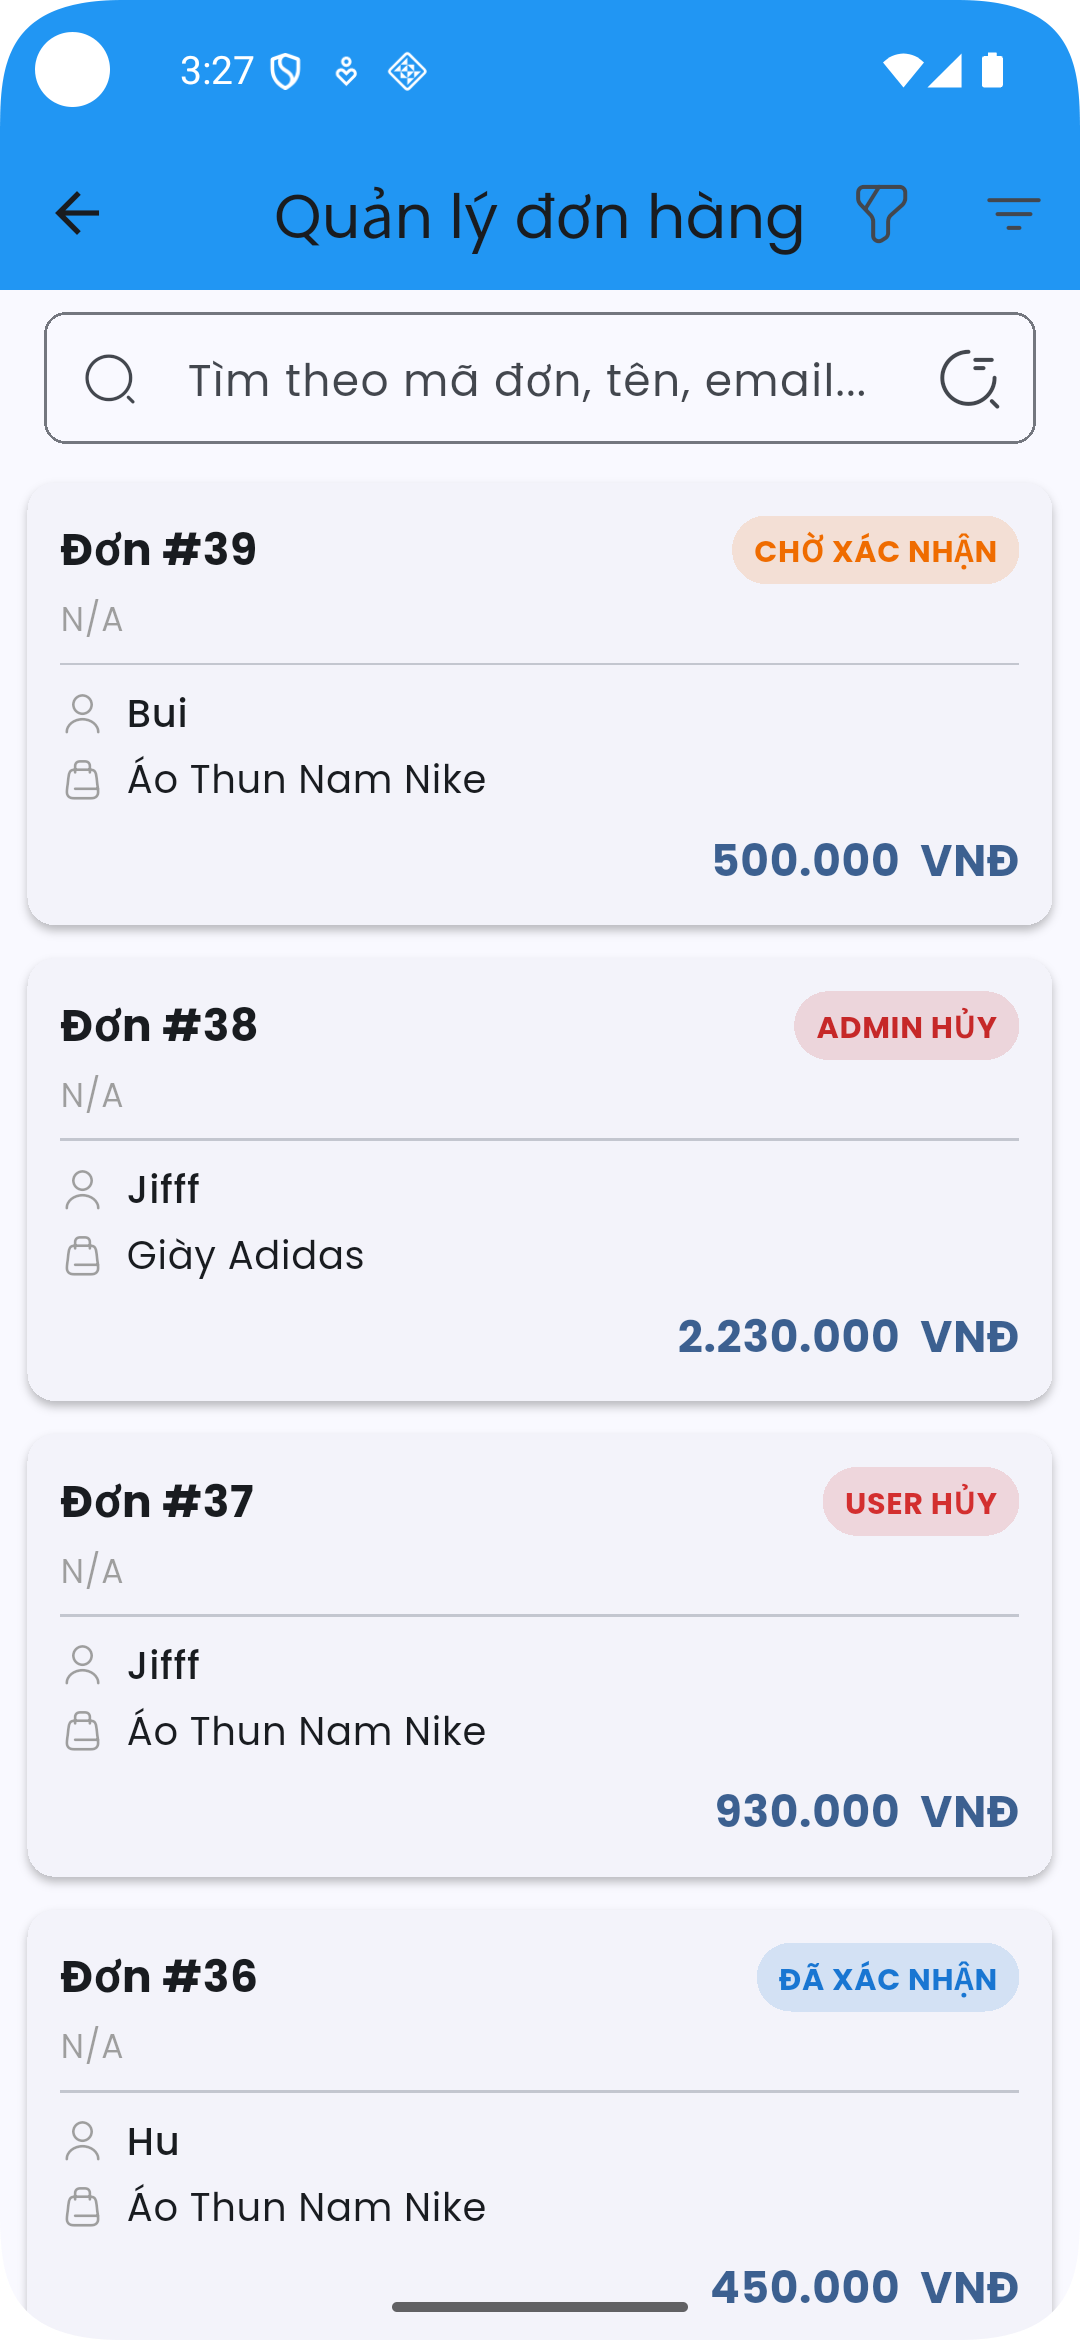 3:27
Quản lý đơn hàng
Tìm theo mã đơn, tên, email...
Đơn #39
CHỜ XÁC NHẬN
N/A
Bui
Áo Thun Nam Nike
500.000 VNĐ
Đơn #38
ADMIN HỦY
N/A
Jifff
Giày Adidas
2.230.000 VNĐ
Đơn #37
USER HỦY
N/A
Jifff
Áo Thun Nam Nike
930.000 VNĐ
Đơn #36
ĐÃ XÁC NHẬN
N/A
Hu
Áo Thun Nam Nike
450.000 VNĐ